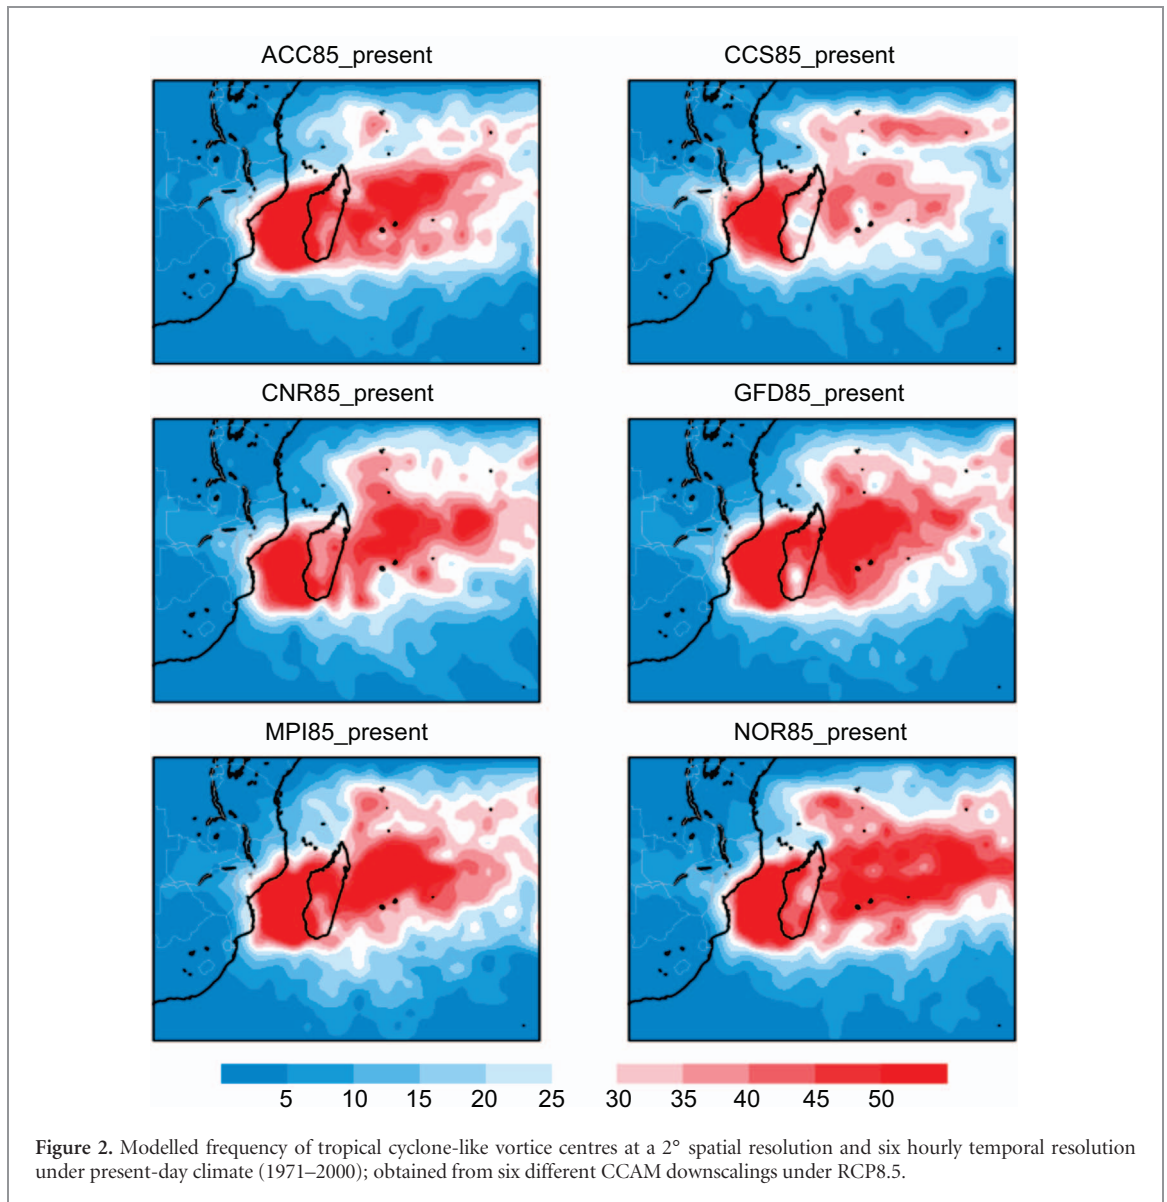 ACC85_present CCS85_present
CNR85_present GFD85_present
MPI85_present NOR85_present
5 10 15 20 25 30 35 40 45 50
Figure 2. Modelled frequency of tropical cyclone-like vortice centres at a 2° spatial resolution and six hourly temporal resolution
under present-day climate (1971–2000); obtained from six different CCAM downscalings under RCP8.5.